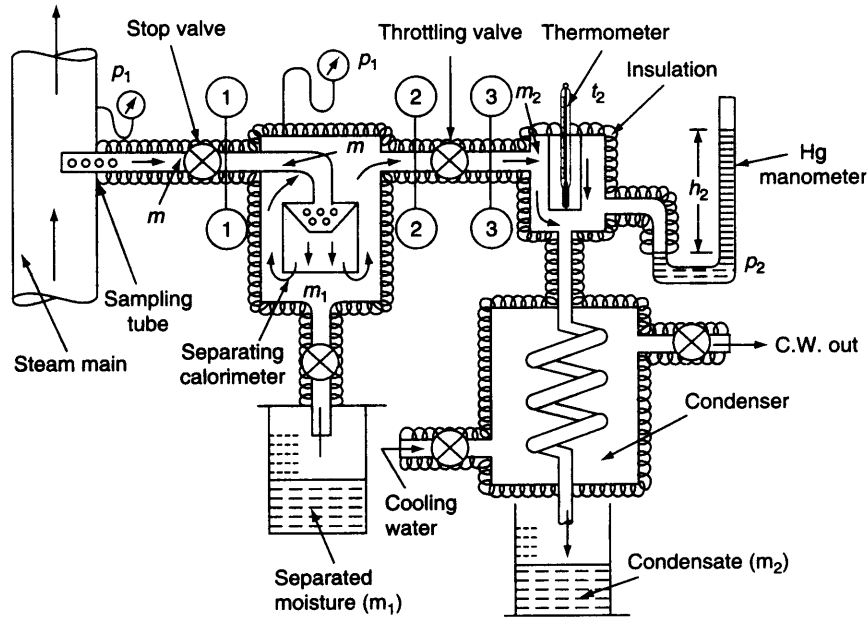 Stop valve
Throttling valve
Thermometer
Insulation
p1
p1
1
2
3
m2
t2
Hg
manometer
h2
m
m
1
2
3
p2
m1
Sampling
tube
Steam main
Separating
calorimeter
C.W. out
Condenser
Cooling
water
Separated
moisture (m1)
Condensate (m2)